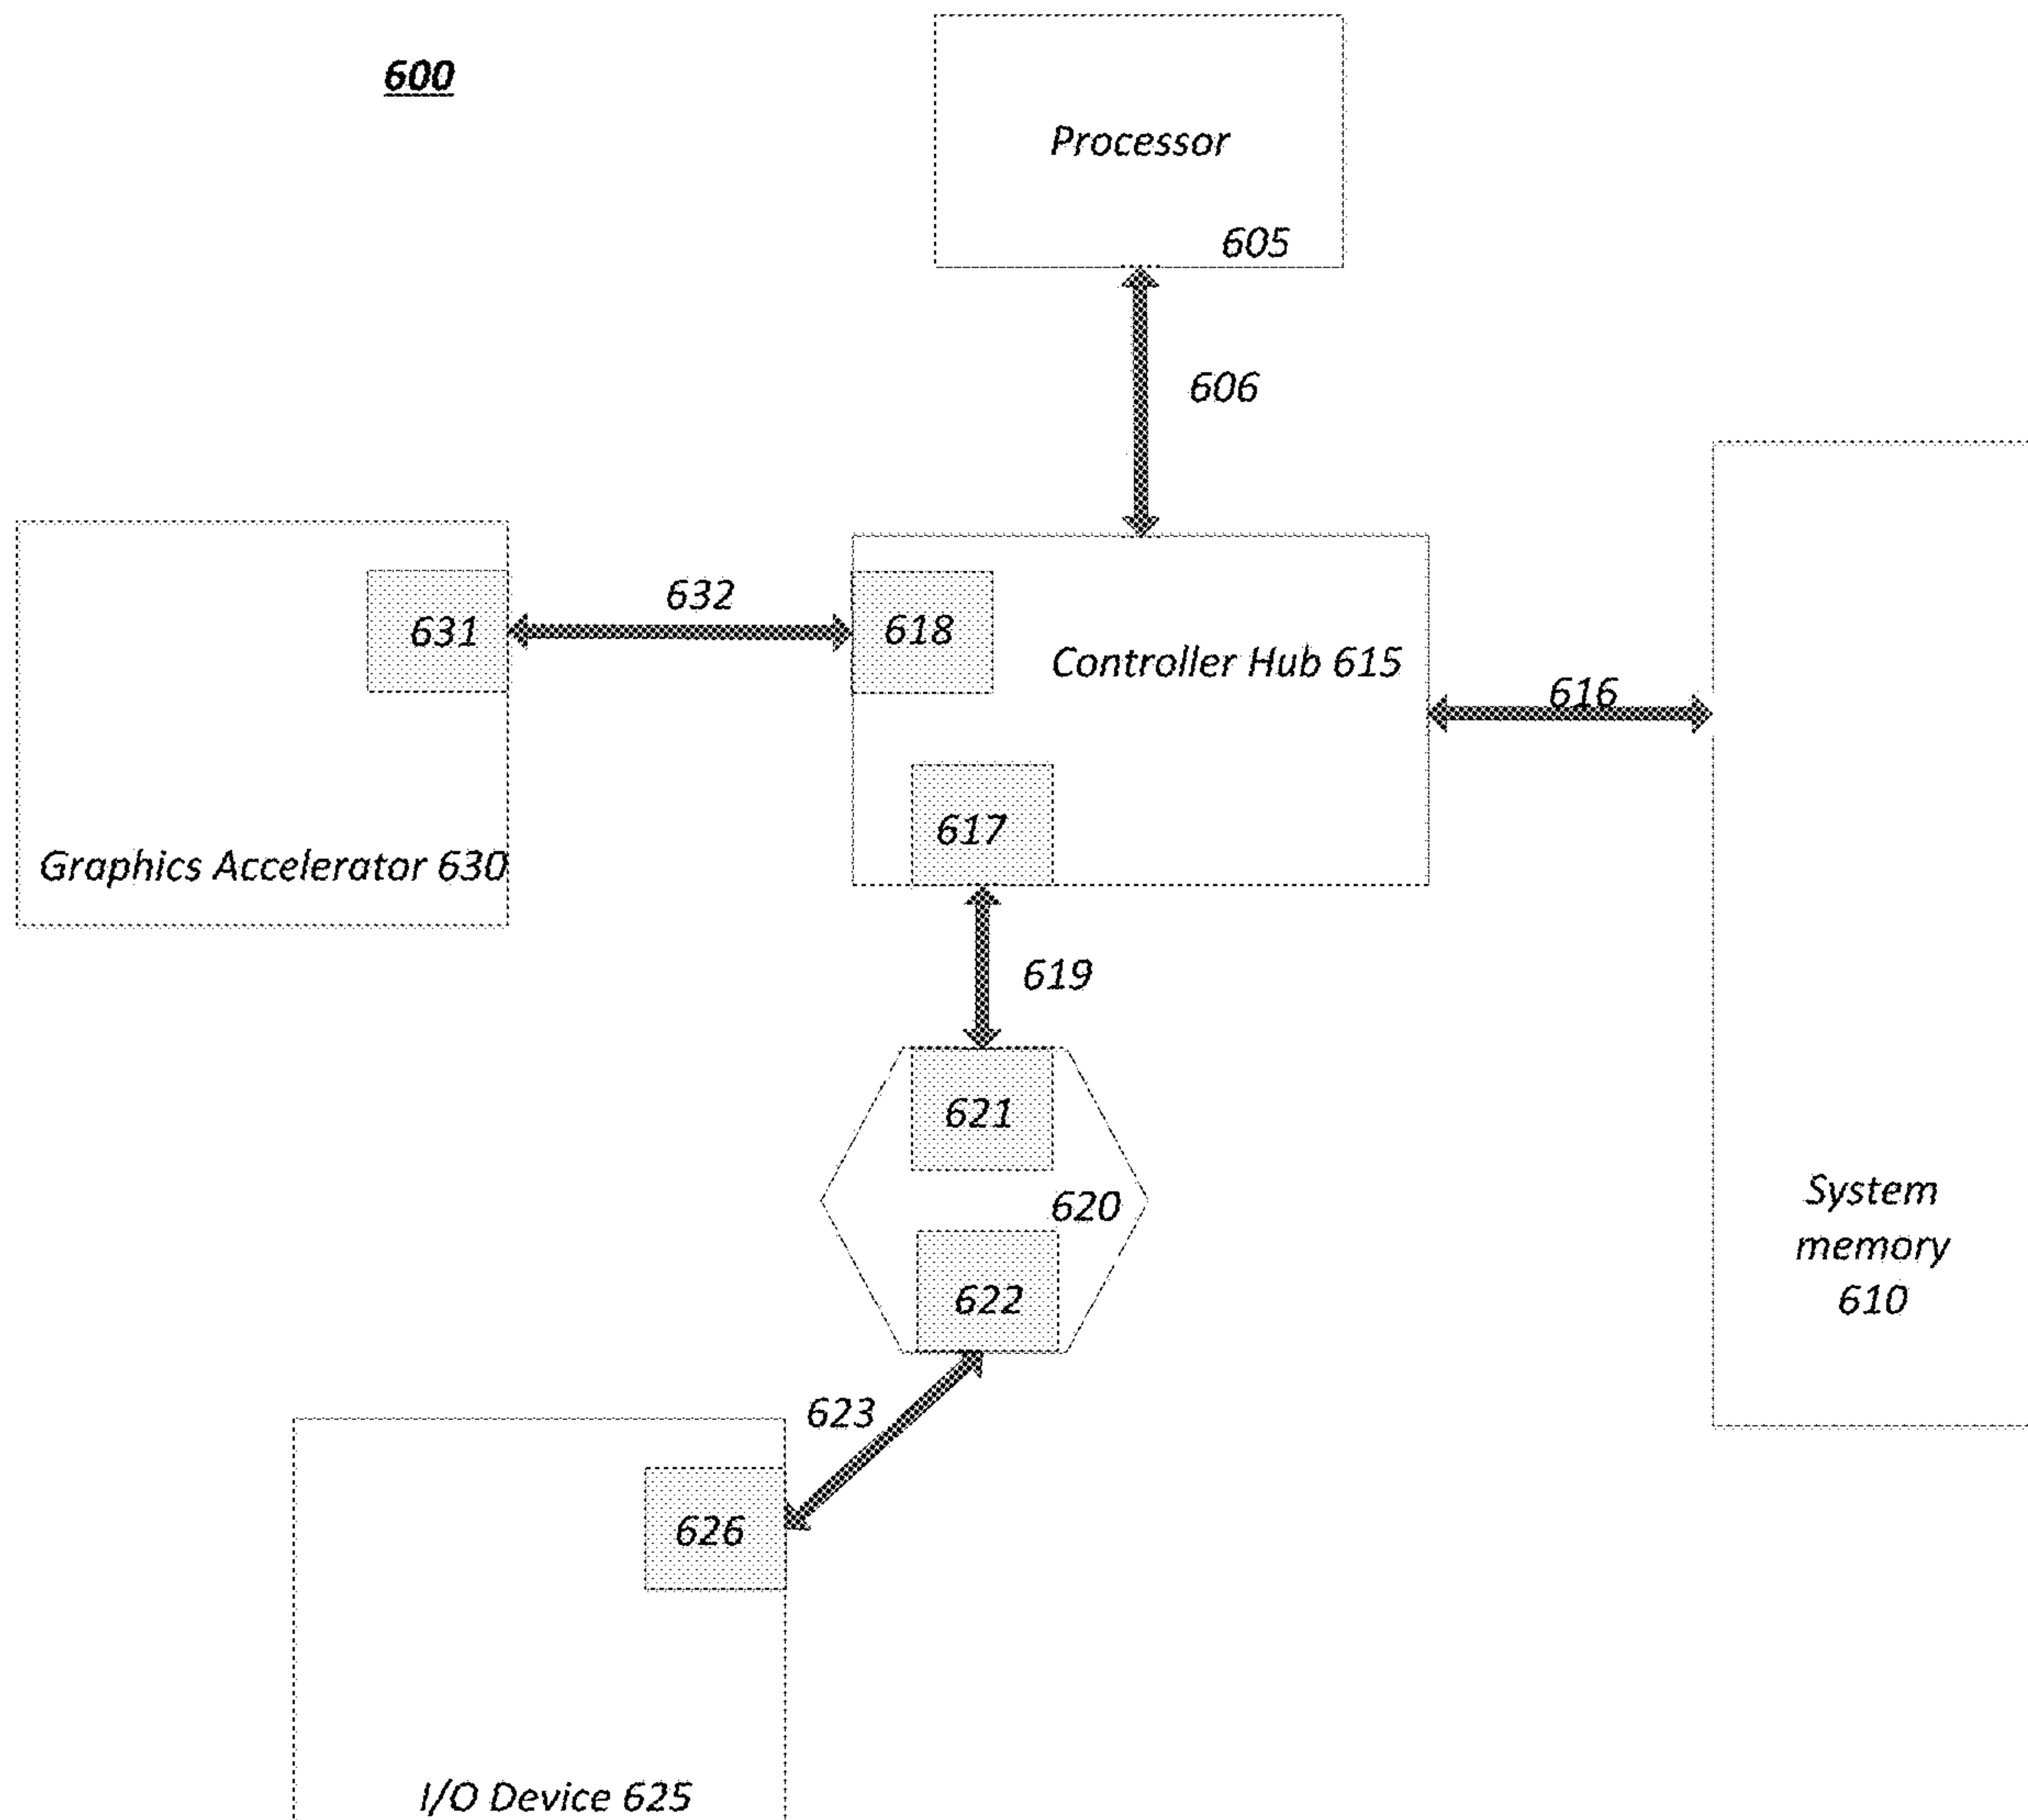 600
Processor
605
606
632
631
618
Controller Hub 615
616
617
Graphics Accelerator 630
619
621
620
System
memory
610
622
623
626
I/O Device 625